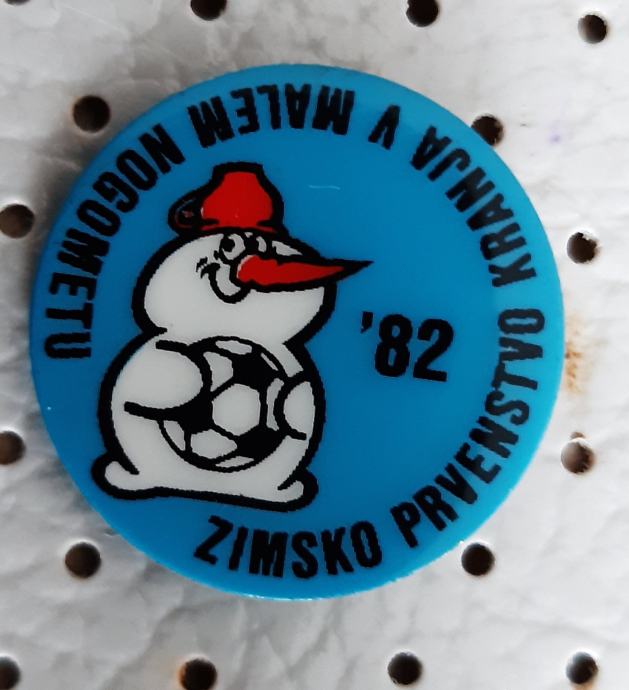 ZIMSKO PRVENSTVO KRANJA V MALEM NOGOMETU
'82